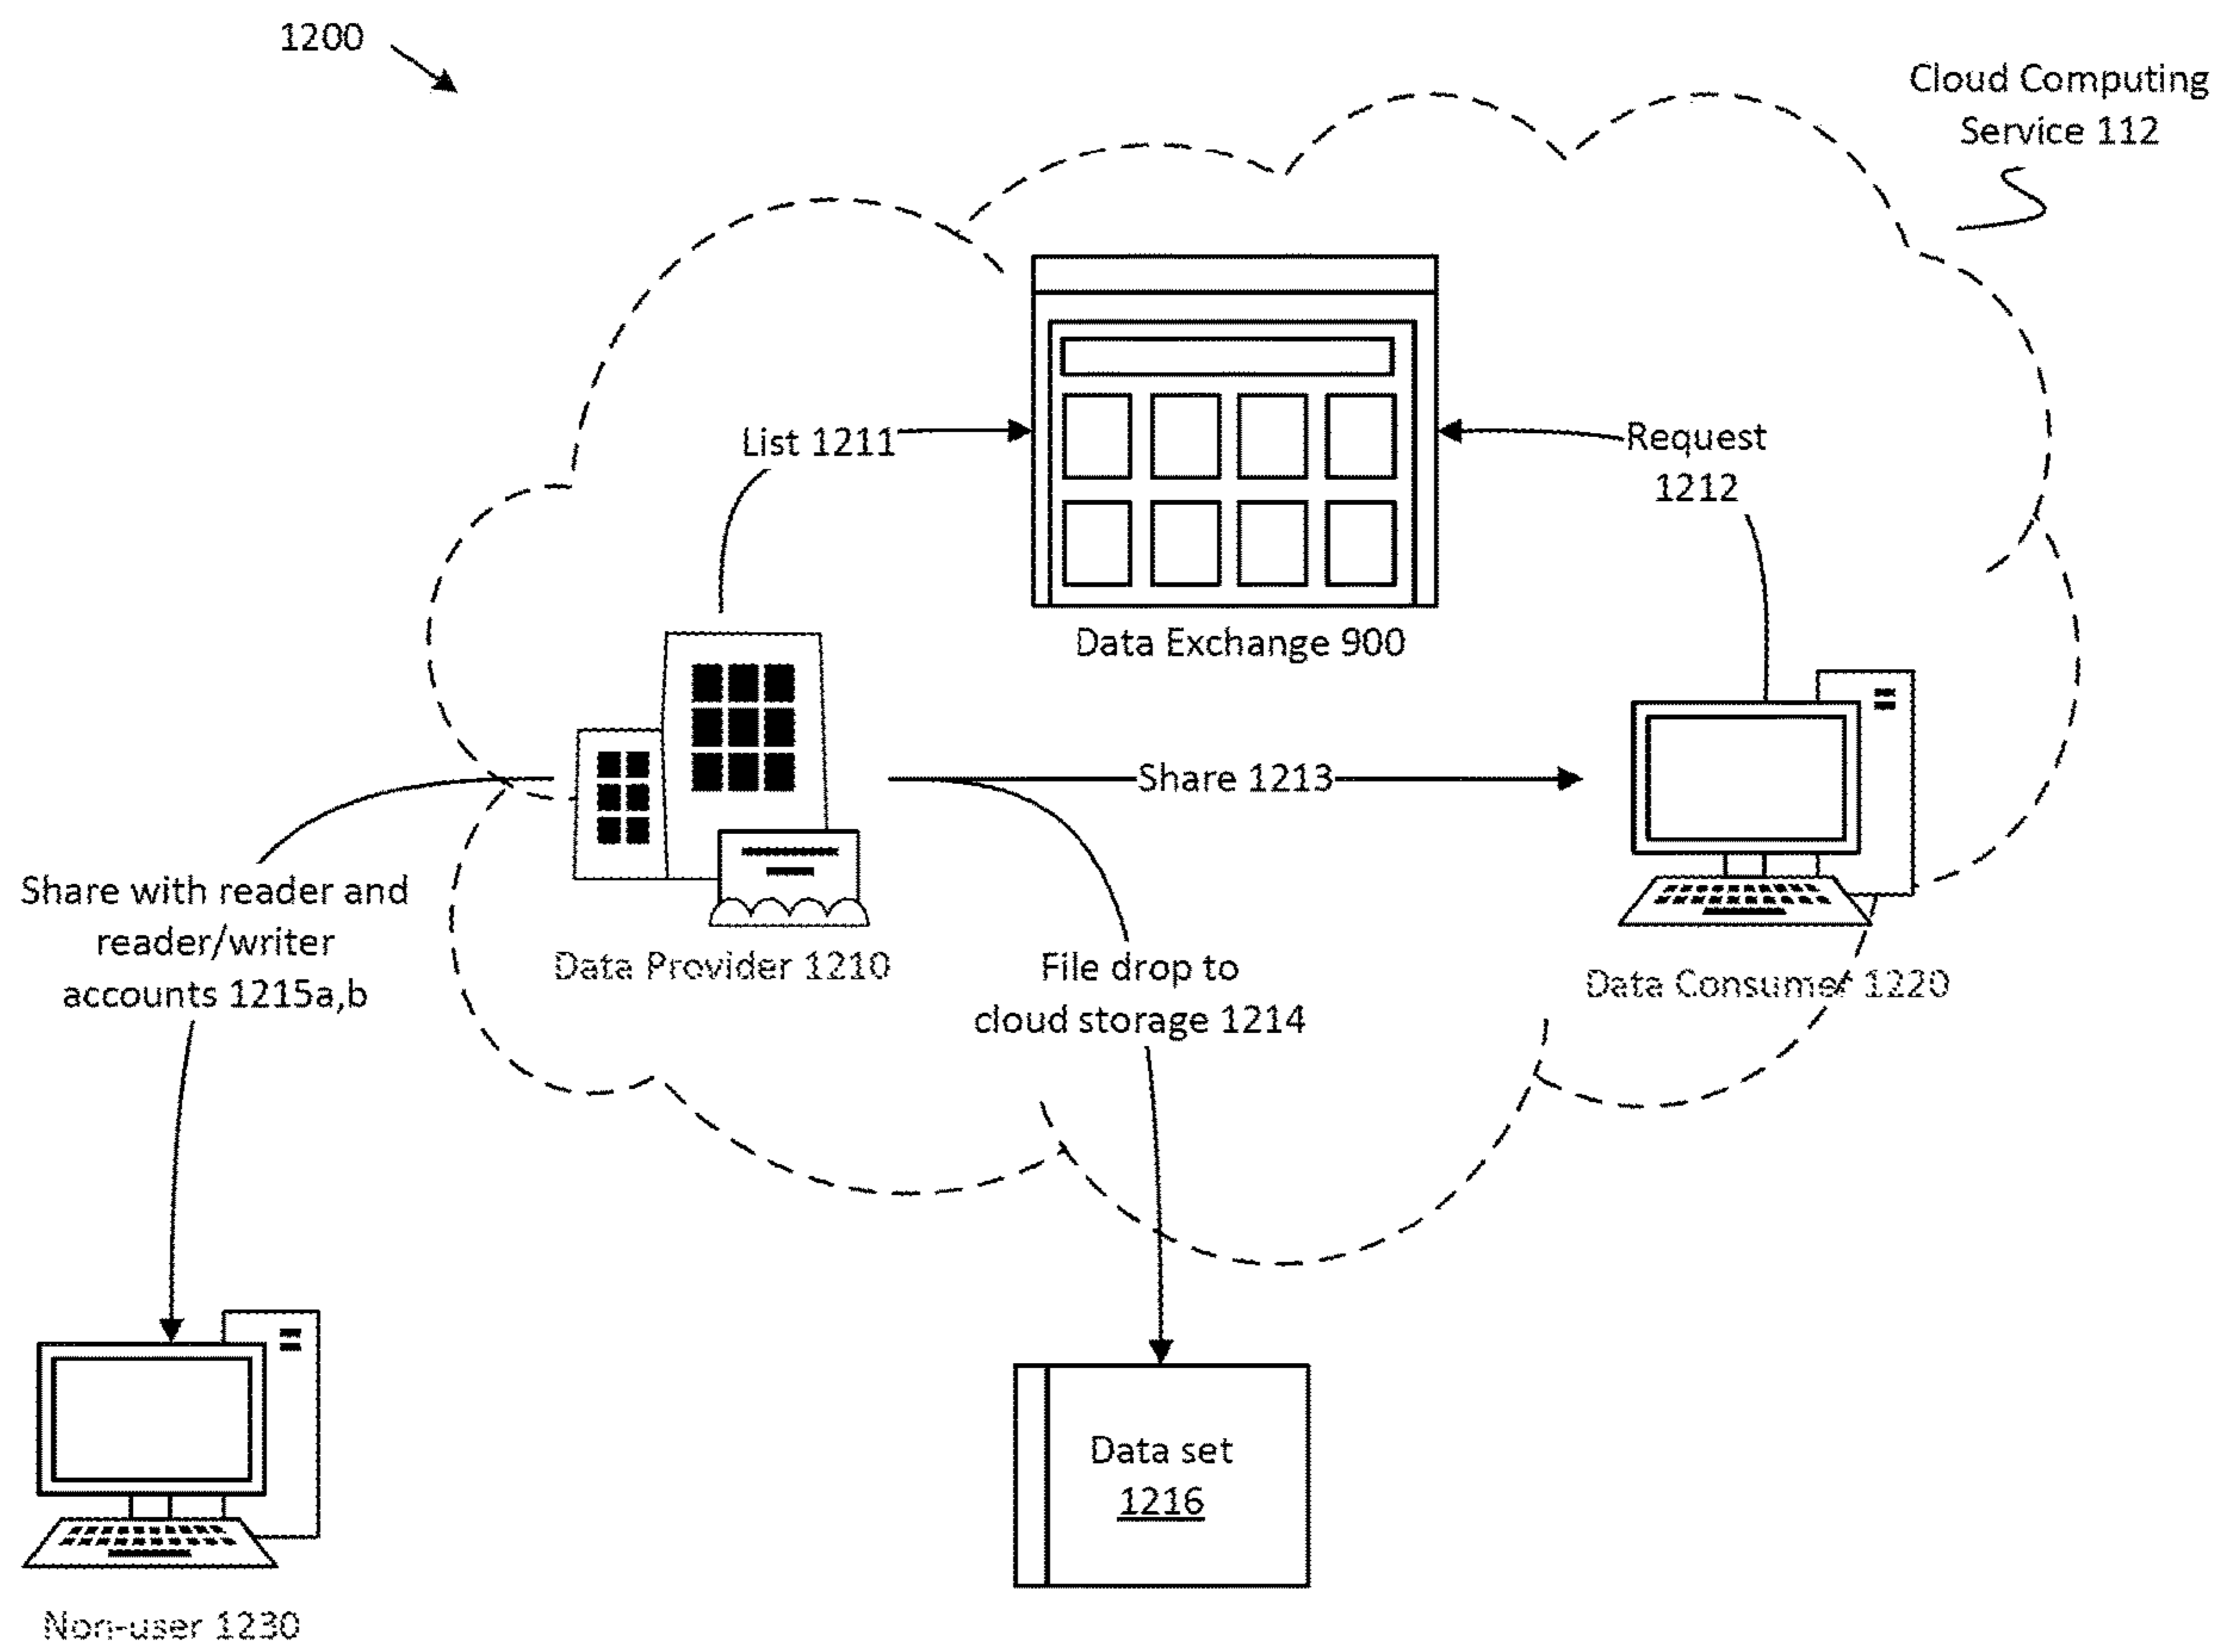 1200
Cloud Computing
Service 112
List 1211
Request
1212
Data Exchange 900
Share 1213
Share with reader and
reader/writer
accounts 1215a,b
Data Provider 1210
File drop to
cloud storage 1214
Data Consumer 1220
Data set
1216
Non-user 1230